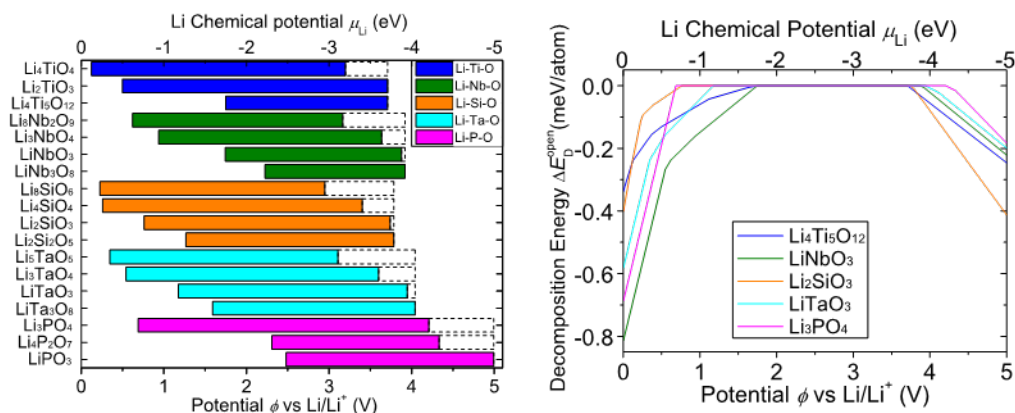 Li Chemical potential μLi (eV)
0 -1 -2 -3 -4 -5
Li4TiO4
Li2TiO3
Li4Ti5O12
Li8Nb2O9
Li3NbO4
LiNbO3
LiNb3O8
Li8SiO6
Li4SiO4
Li2SiO3
Li2Si2O5
Li5TaO5
Li3TaO4
LiTaO3
LiTa3O8
Li3PO4
Li4P2O7
LiPO3
Li-Ti-O
Li-Nb-O
Li-Si-O
Li-Ta-O
Li-P-O
0 1 2 3 4 5
Potential ϕ vs Li/Li+ (V)
Li Chemical Potential μLi (eV)
0 -1 -2 -3 -4 -5
Decomposition Energy ΔEDopen(meV/atom)
0.0
-0.2
-0.4
-0.6
-0.8
Li4Ti5O12
LiNbO3
Li2SiO3
LiTaO3
Li3PO4
0 1 2 3 4 5
Potential ϕ vs Li/Li+ (V)